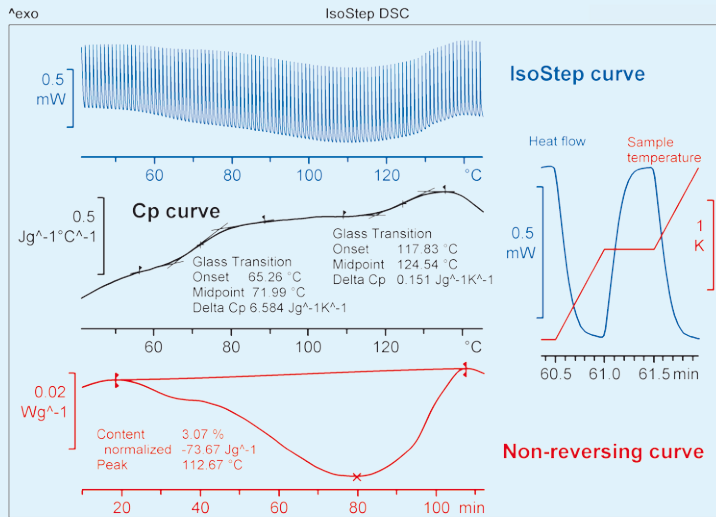 ^exo
IsoStep DSC
0.5
mW
IsoStep curve
60 80 100 120 °C
0.5
Jg^-1°C^-1
Cp curve
Glass Transition
Onset 65.26 °C
Midpoint 71.99 °C
Delta Cp 6.584 Jg^-1K^-1
Glass Transition
Onset 117.83 °C
Midpoint 124.54 °C
Delta Cp 0.151 Jg^-1K^-1
60 80 100 120 °C
Heat flow
Sample
temperature
0.5
mW
1
K
60.5 61.0 61.5 min
0.02
Wg^-1
Content 3.07 %
normalized -73.67 Jg^-1
Peak 112.67 °C
Non-reversing curve
20 40 60 80 100 min